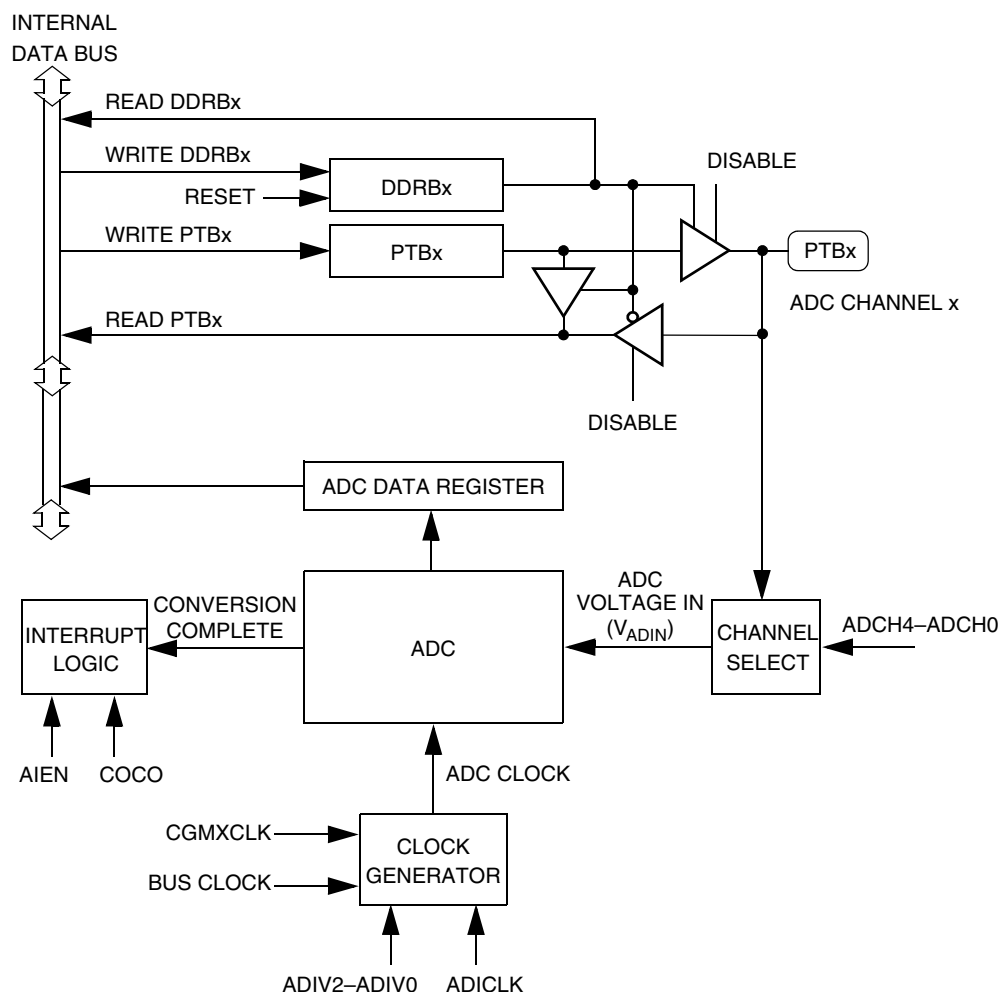 INTERNAL
DATA BUS
READ DDRBx
WRITE DDRBx
DISABLE
DDRBx
RESET
WRITE PTBx
PTBx
PTBx
ADC CHANNEL x
READ PTBx
DISABLE
ADC DATA REGISTER
ADC
VOLTAGE IN
(VADIN)
CONVERSION
COMPLETE
INTERRUPT
LOGIC
ADC
CHANNEL
SELECT
ADCH4–ADCH0
AIEN
COCO
ADC CLOCK
CGMXCLK
CLOCK
GENERATOR
BUS CLOCK
ADIV2–ADIV0
ADICLK